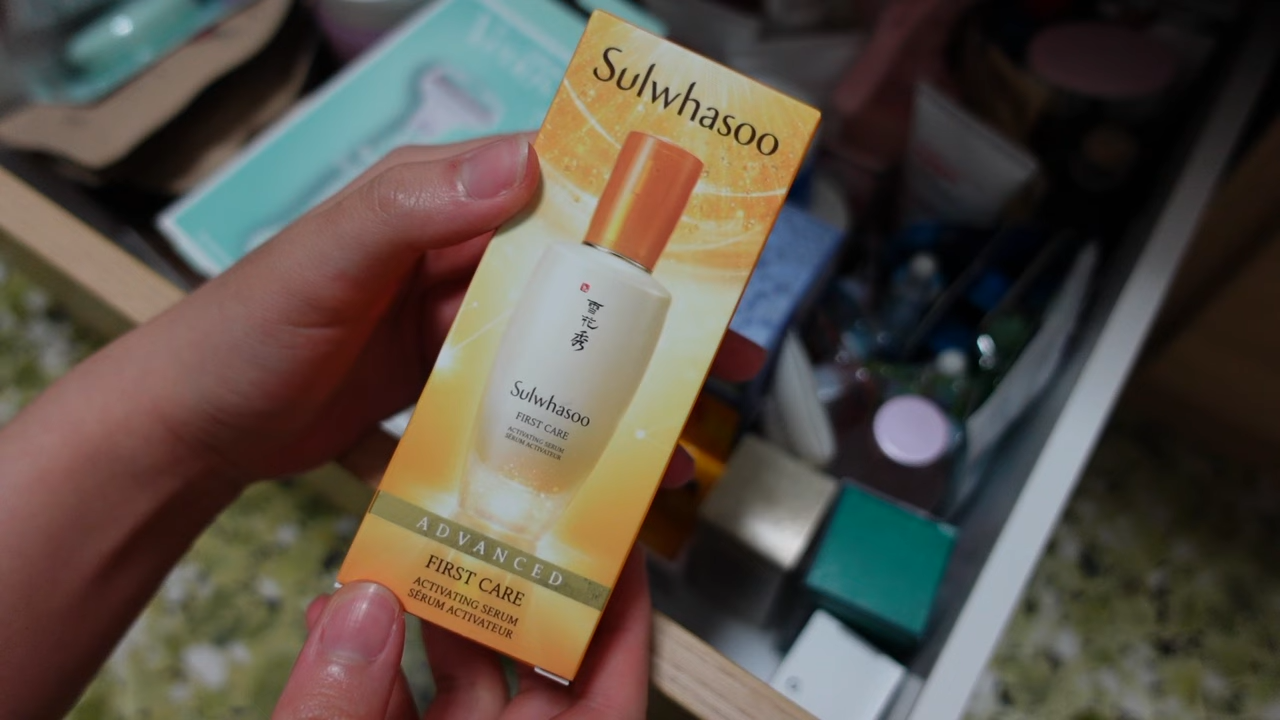 Sulwhasoo
雪
花
秀
Sulwhasoo
FIRST CARE
ACTIVATING SERUM
SÉRUM ACTIVATEUR
ADVANCED
FIRST CARE
ACTIVATING SERUM
SÉRUM ACTIVATEUR